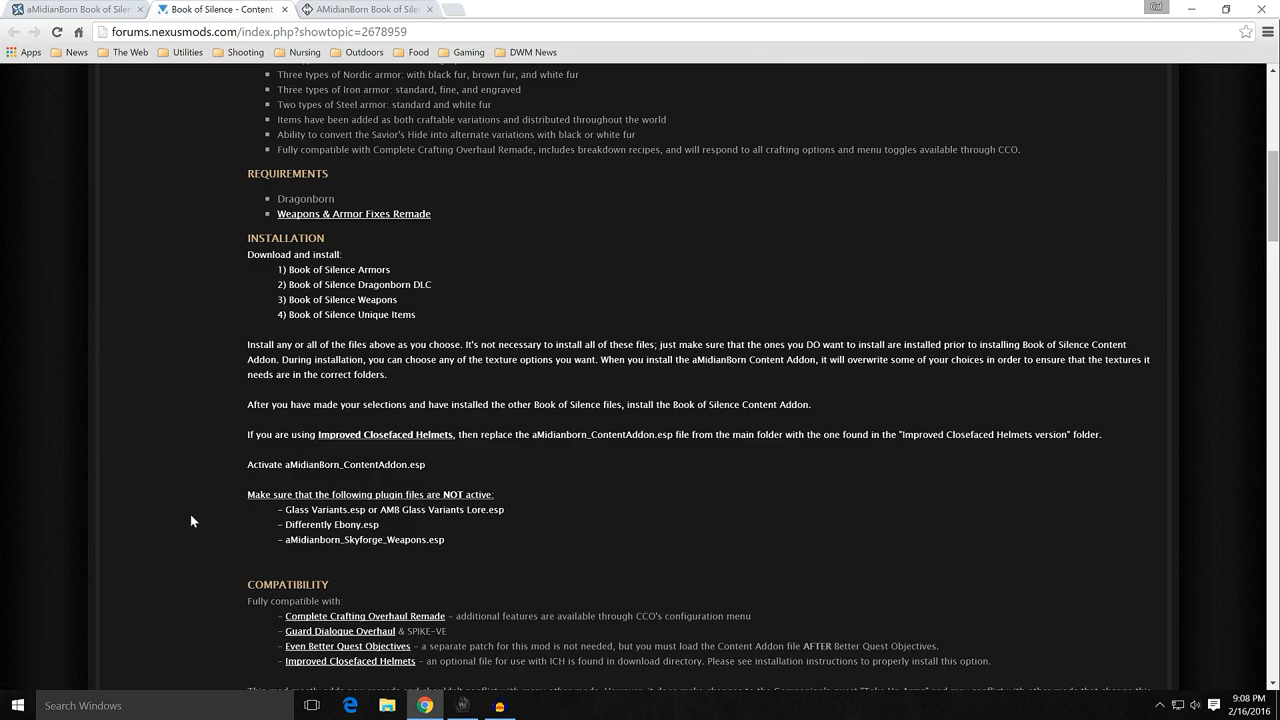 aMidianBorn Book of Silen
Book of Silence - Content
AMidianBorn Book of Silen
forums.nexusmods.com/index.php?showtopic=2678959
Apps News The Web Utilities Shooting Nursing Outdoors Food Gaming DWM News
Three types of Nordic armor: with black fur, brown fur, and white fur
Three types of Iron armor: standard, fine, and engraved
Two types of Steel armor: standard and white fur
Items have been added as both craftable variations and distributed throughout the world
Ability to convert the Savior's Hide into alternate variations with black or white fur
Fully compatible with Complete Crafting Overhaul Remade, includes breakdown recipes, and will respond to all crafting options and menu toggles available through CCO.
REQUIREMENTS
Dragonborn
Weapons & Armor Fixes Remade
INSTALLATION
Download and install:
1) Book of Silence Armors
2) Book of Silence Dragonborn DLC
3) Book of Silence Weapons
4) Book of Silence Unique Items
Install any or all of the files above as you choose. It's not necessary to install all of these files; just make sure that the ones you DO want to install are installed prior to installing Book of Silence Content
Addon. During installation, you can choose any of the texture options you want. When you install the aMidianBorn Content Addon, it will overwrite some of your choices in order to ensure that the textures it
needs are in the correct folders.
After you have made your selections and have installed the other Book of Silence files, install the Book of Silence Content Addon.
If you are using Improved Closefaced Helmets, then replace the aMidianborn_ContentAddon.esp file from the main folder with the one found in the "Improved Closefaced Helmets version" folder.
Activate aMidianBorn_ContentAddon.esp
Make sure that the following plugin files are NOT active:
- Glass Variants.esp or AMB Glass Variants Lore.esp
- Differently Ebony.esp
- aMidianborn_Skyforge_Weapons.esp
COMPATIBILITY
Fully compatible with:
- Complete Crafting Overhaul Remade - additional features are available through CCO's configuration menu
- Guard Dialogue Overhaul & SPIKE-VE
- Even Better Quest Objectives - a separate patch for this mod is not needed, but you must load the Content Addon file AFTER Better Quest Objectives.
- Improved Closefaced Helmets - an optional file for use with ICH is found in download directory. Please see installation instructions to properly install this option.
Search Windows
9:08 PM
2/16/2016